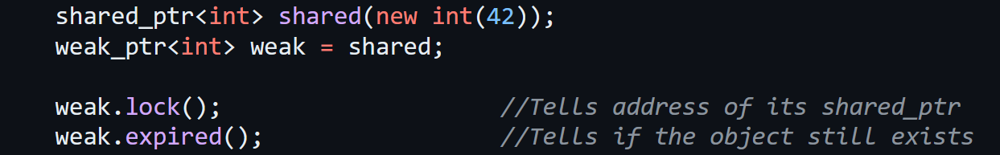 shared_ptr<int> shared(new int(42));
weak_ptr<int> weak = shared;
weak.lock(); //Tells address of its shared_ptr
weak.expired(); //Tells if the object still exists